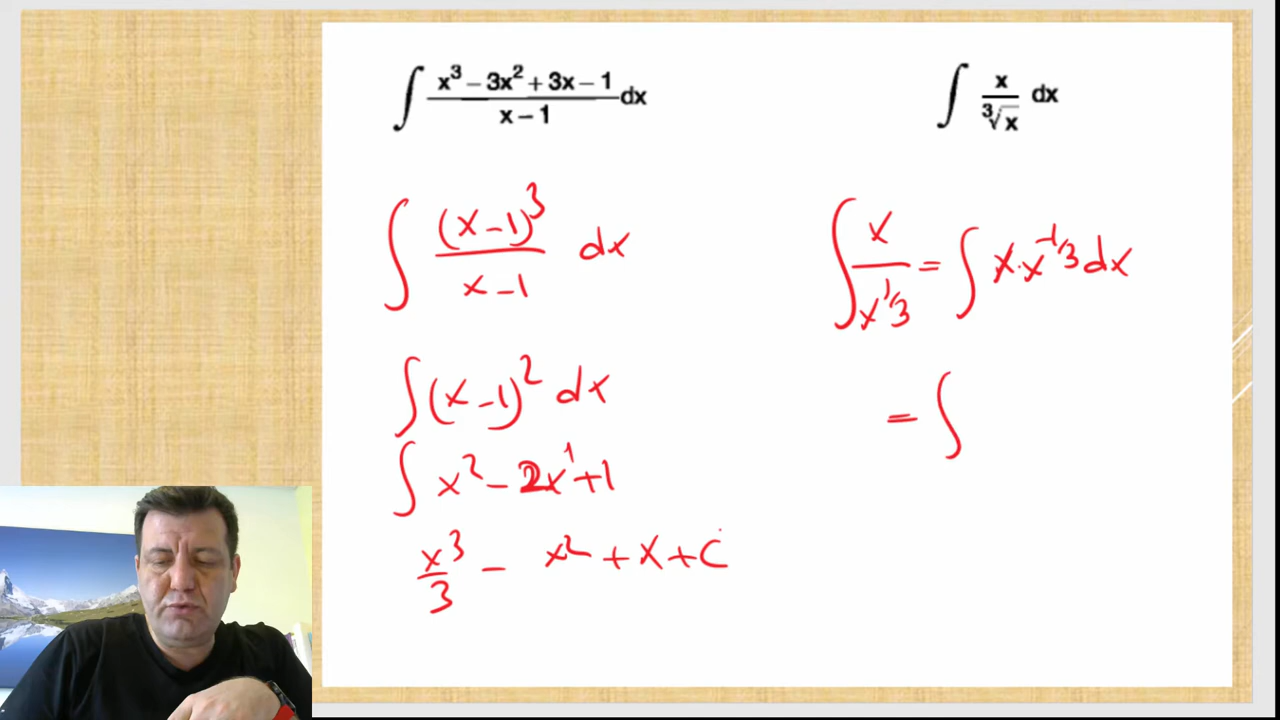 ∫ (x³ − 3x² + 3x − 1)/(x − 1) dx
∫ (x−1)³/(x−1) dx
∫ (x−1)² dx
∫ x² − 2x¹ + 1
x³/3 − x² + x + C
∫ x/∛x dx
∫ x/x^(1/3) = ∫ x·x^(−1/3) dx
= ∫